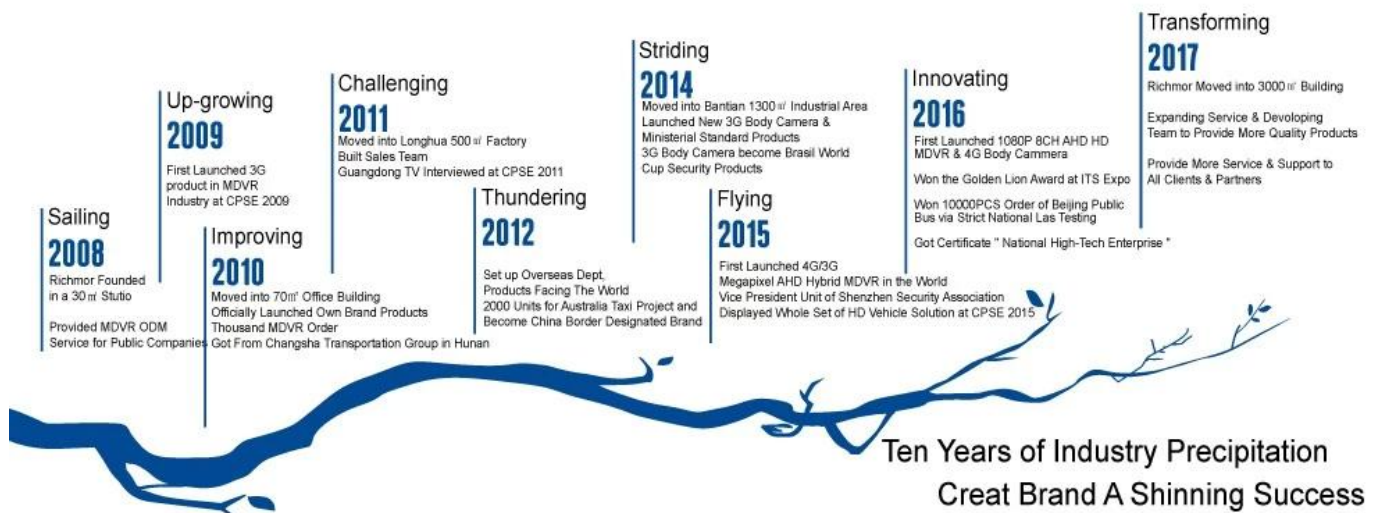 Sailing
2008
Richmor Founded
in a 30㎡ Stutio
Provided MDVR ODM
Service for Public Companies
Up-growing
2009
First Launched 3G
product in MDVR
Industry at CPSE 2009
Improving
2010
Moved into 70㎡ Office Building
Officially Launched Own Brand Products
Thousand MDVR Order
Got From Changsha Transportation Group in Hunan
Challenging
2011
Moved into Longhua 500㎡ Factory
Built Sales Team
Guangdong TV Interviewed at CPSE 2011
Thundering
2012
Set up Overseas Dept,
Products Facing The World
2000 Units for Australia Taxi Project and
Become China Border Designated Brand
Striding
2014
Moved into Bantian 1300㎡ Industrial Area
Launched New 3G Body Camera &
Ministerial Standard Products
3G Body Camera become Brasil World
Cup Security Products
Flying
2015
First Launched 4G/3G
Megapixel AHD Hybrid MDVR in the World
Vice President Unit of Shenzhen Security Association
Displayed Whole Set of HD Vehicle Solution at CPSE 2015
Innovating
2016
First Launched 1080P 8CH AHD HD
MDVR & 4G Body Cammera
Won the Golden Lion Award at ITS Expo
Won 10000PCS Order of Beijing Public
Bus via Strict National Las Testing
Got Certificate " National High-Tech Enterprise "
Transforming
2017
Richmor Moved into 3000㎡ Building
Expanding Service & Devoloping
Team to Provide More Quality Products
Provide More Service & Support to
All Clients & Partners
Ten Years of Industry Precipitation
Creat Brand A Shinning Success